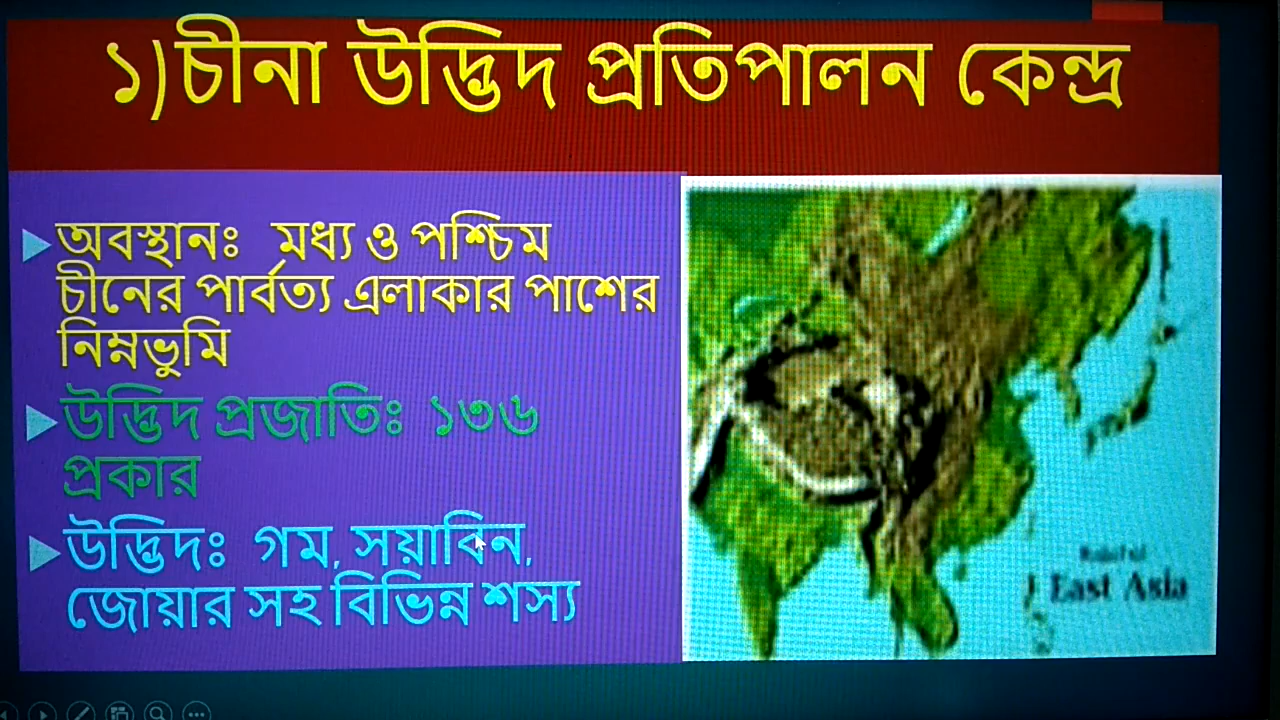 ১)চীনা উদ্ভিদ প্রতিপালন কেন্দ্র
অবস্থানঃ মধ্য ও পশ্চিম
চীনের পার্বত্য এলাকার পাশের
নিম্নভুমি
উদ্ভিদ প্রজাতিঃ ১৩৬
প্রকার
উদ্ভিদঃ গম, সয়াবিন,
জোয়ার সহ বিভিন্ন শস্য
East Asia